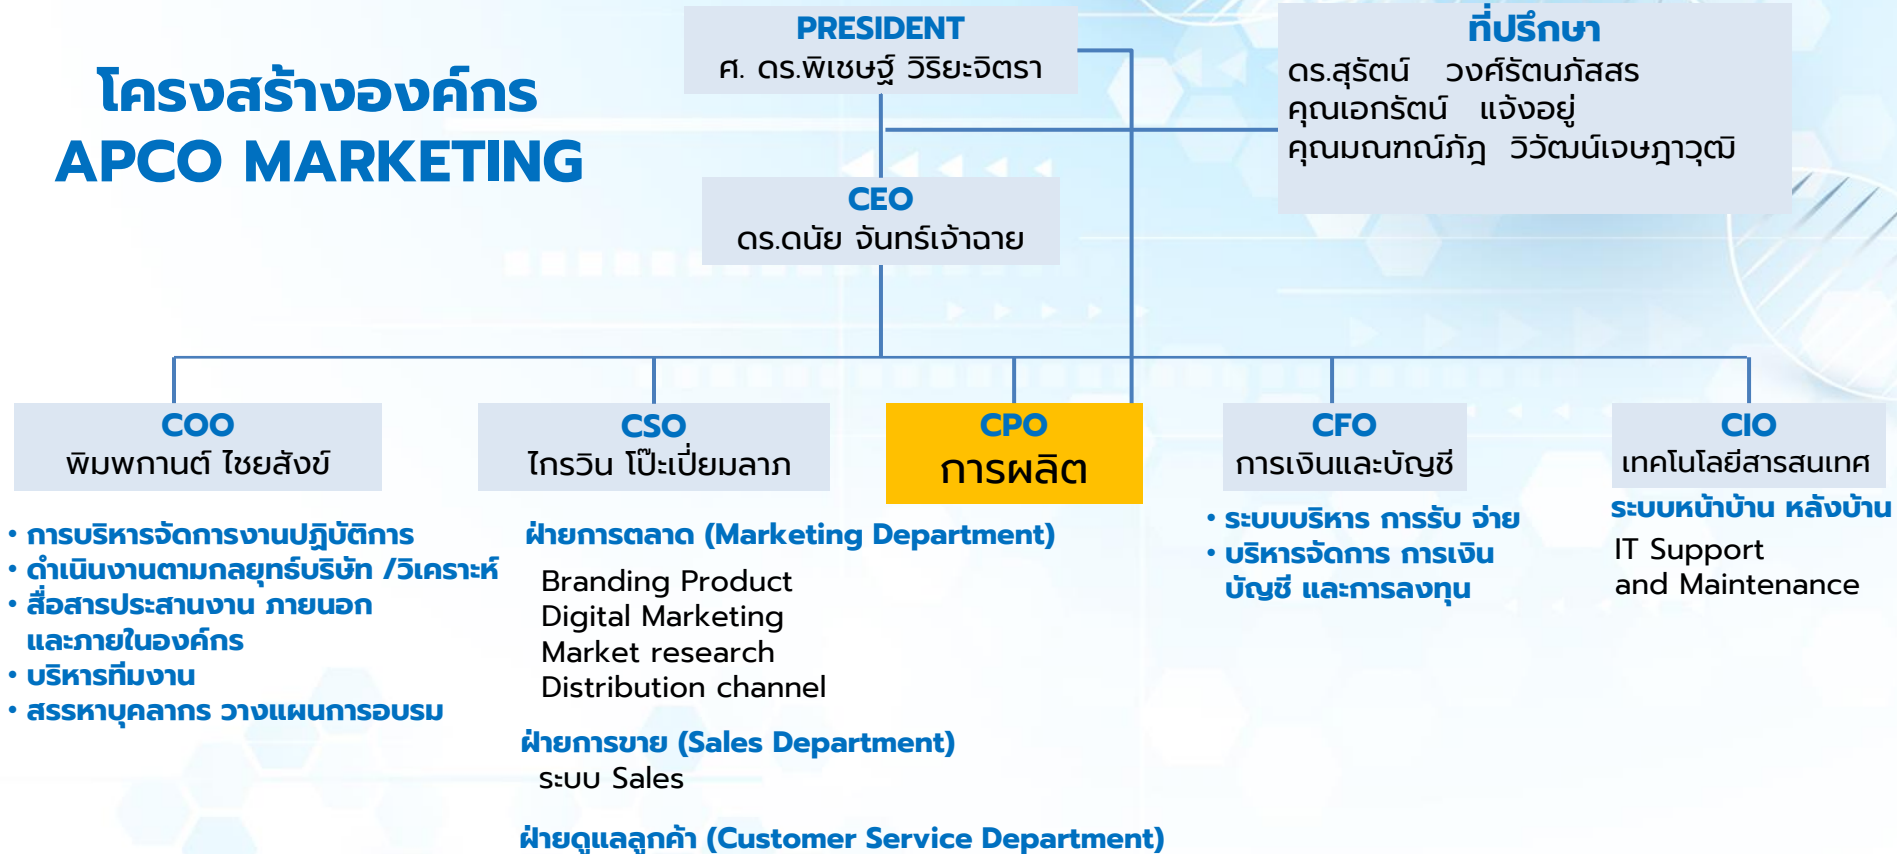 โครงสร้างองค์กร
APCO MARKETING
PRESIDENT
ศ. ดร.พิเชษฐ์ วิริยะจิตรา
ที่ปรึกษา
ดร.สุรัตน์ วงศ์รัตนภัสสร
คุณเอกรัตน์ แจ้งอยู่
คุณมณฑณ์ภัฎ วิวัฒน์เจษฎาวุฒิ
CEO
ดร.ดนัย จันทร์เจ้าฉาย
COO
พิมพกานต์ ไชยสังข์
• การบริหารจัดการงานปฏิบัติการ
• ดำเนินงานตามกลยุทธ์บริษัท /วิเคราะห์
• สื่อสารประสานงาน ภายนอก
และภายในองค์กร
• บริหารทีมงาน
• สรรหาบุคลากร วางแผนการอบรม
CSO
ไกรวิน โป๊ะเปี่ยมลาภ
ฝ่ายการตลาด (Marketing Department)
Branding Product
Digital Marketing
Market research
Distribution channel
ฝ่ายการขาย (Sales Department)
ระบบ Sales
ฝ่ายดูแลลูกค้า (Customer Service Department)
CPO
การผลิต
CFO
การเงินและบัญชี
• ระบบบริหาร การรับ จ่าย
• บริหารจัดการ การเงิน
บัญชี และการลงทุน
CIO
เทคโนโลยีสารสนเทศ
ระบบหน้าบ้าน หลังบ้าน
IT Support
and Maintenance